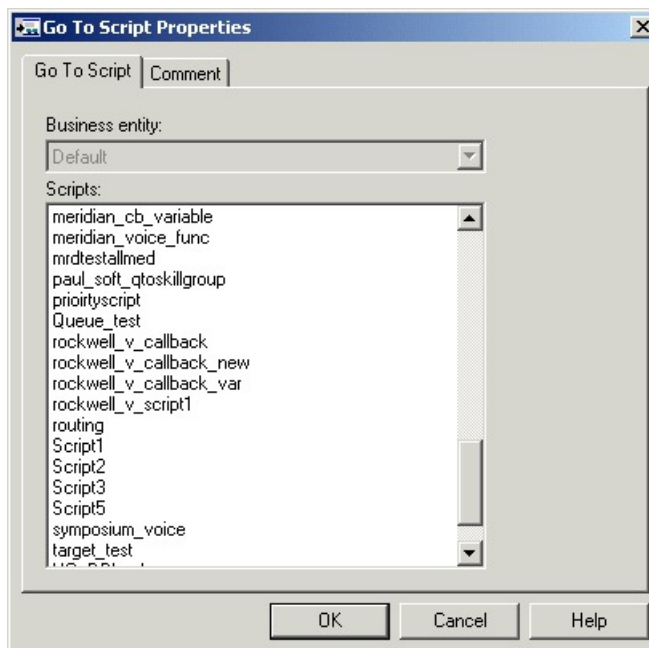 Go To Script Properties
Go To Script
Comment
Business entity:
Default
Scripts:
meridian_cb_variable
meridian_voice_func
mrdtestallmed
paul_soft_qtoskillgroup
prioirtyscript
Queue_test
rockwell_v_callback
rockwell_v_callback_new
rockwell_v_callback_var
rockwell_v_script1
routing
Script1
Script2
Script3
Script5
symposium_voice
target_test
OK
Cancel
Help